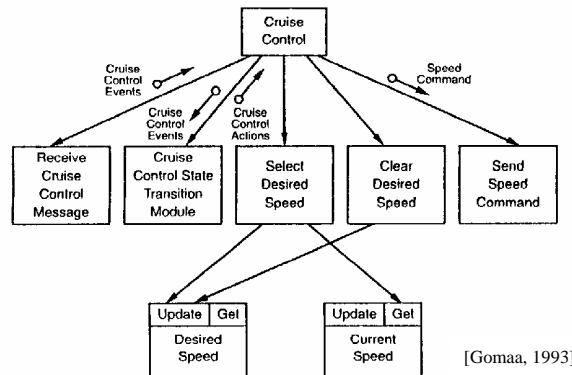 Cruise
Control
Cruise
Control
Events
Cruise
Control
Events
Cruise
Control
Actions
Speed
Command
Receive
Cruise
Control
Message
Cruise
Control State
Transition
Module
Select
Desired
Speed
Clear
Desired
Speed
Send
Speed
Command
Update Get
Desired
Speed
Update Get
Current
Speed
[Gomaa, 1993]